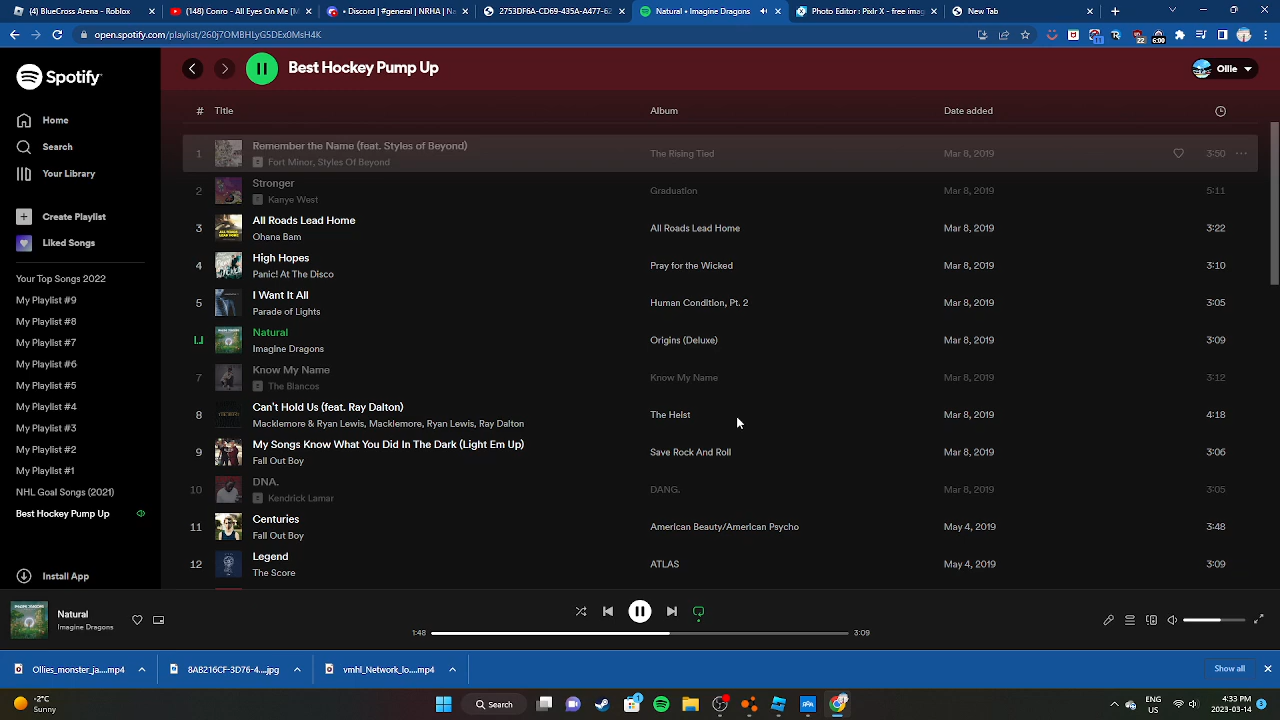 (4) BlueCross Arena - Roblox
(148) Corro - All Eyes On Me [M
• Discord | #general | NRHA | Na
2753DF6A-CD69-435A-A477-E3
Natural • Imagine Dragons
Photo Editor : Pixlr X - free imag
New Tab
open.spotify.com/playlist/260j7OMBHLyG5DEx0MsH4K
22
11
6:00
Spotify
Home
Search
Your Library
Create Playlist
Liked Songs
Your Top Songs 2022
My Playlist #9
My Playlist #8
My Playlist #7
My Playlist #6
My Playlist #5
My Playlist #4
My Playlist #3
My Playlist #2
My Playlist #1
NHL Goal Songs (2021)
Best Hockey Pump Up
Install App
Best Hockey Pump Up
Ollie
# Title Album Date added
1 Remember the Name (feat. Styles of Beyond) The Rising Tied Mar 8, 2019 3:50
E Fort Minor, Styles Of Beyond
2 Stronger Graduation Mar 8, 2019 5:11
E Kanye West
3 All Roads Lead Home All Roads Lead Home Mar 8, 2019 3:22
Ohana Bam
4 High Hopes Pray for the Wicked Mar 8, 2019 3:10
Panic! At The Disco
5 I Want It All Human Condition, Pt. 2 Mar 8, 2019 3:05
Parade of Lights
Natural Origins (Deluxe) Mar 8, 2019 3:09
Imagine Dragons
7 Know My Name Know My Name Mar 8, 2019 3:12
E The Blancos
8 Can't Hold Us (feat. Ray Dalton) The Heist Mar 8, 2019 4:18
Macklemore & Ryan Lewis, Macklemore, Ryan Lewis, Ray Dalton
9 My Songs Know What You Did In The Dark (Light Em Up) Save Rock And Roll Mar 8, 2019 3:06
Fall Out Boy
10 DNA. DANG. Mar 8, 2019 3:05
E Kendrick Lamar
11 Centuries American Beauty/American Psycho May 4, 2019 3:48
Fall Out Boy
12 Legend ATLAS May 4, 2019 3:09
The Score
Natural
Imagine Dragons
1:48
3:09
Ollies_monster_ja....mp4
8AB216CF-3D76-4....jpg
vmhl_Network_lo....mp4
Show all
-2°C
Sunny
Search
ENG
US
4:33 PM
2023-03-14
3